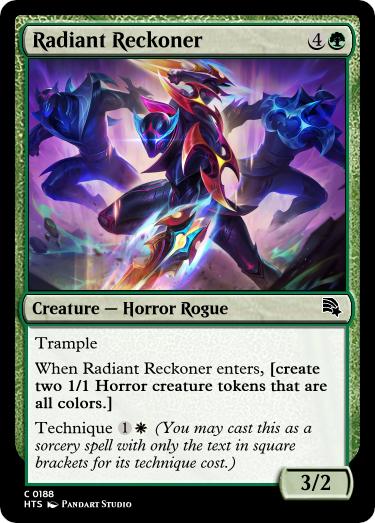 Radiant Reckoner 4
Creature — Horror Rogue
Trample
When Radiant Reckoner enters, [create
two 1/1 Horror creature tokens that are
all colors.]
Technique 1 (You may cast this as a
sorcery spell with only the text in square
brackets for its technique cost.)
3/2
C 0188
HTS Pandart Studio